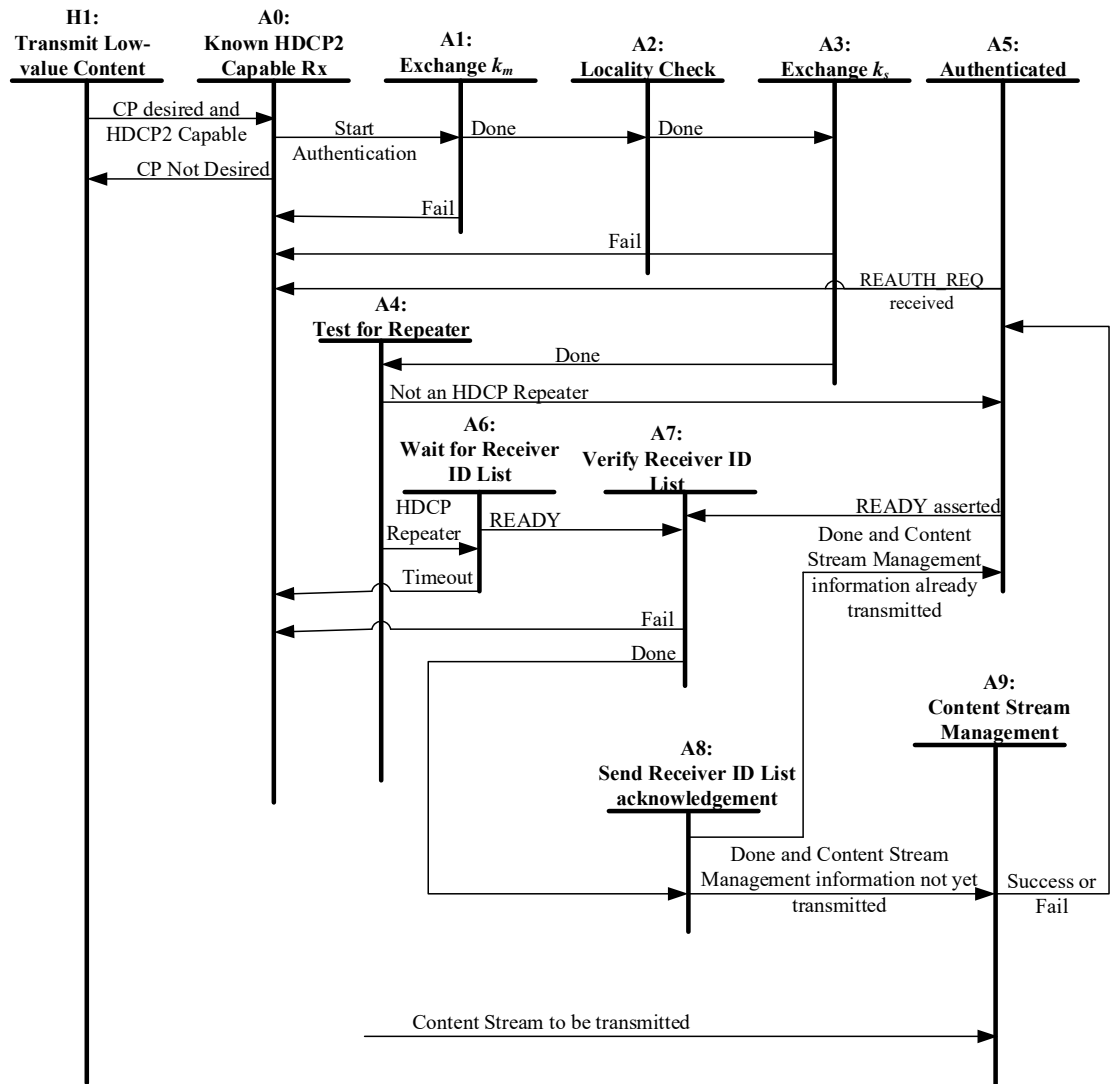 H1:
Transmit Low-
value Content
A0:
Known HDCP2
Capable Rx
A1:
Exchange km
A2:
Locality Check
A3:
Exchange ks
A5:
Authenticated
CP desired and
HDCP2 Capable
Start
Authentication
Done
Done
CP Not Desired
Fail
Fail
REAUTH_REQ
received
A4:
Test for Repeater
Done
Not an HDCP Repeater
A6:
Wait for Receiver
ID List
A7:
Verify Receiver ID
List
HDCP
Repeater
READY
READY asserted
Done and Content
Stream Management
information already
transmitted
Timeout
Fail
Done
A9:
Content Stream
Management
A8:
Send Receiver ID List
acknowledgement
Done and Content Stream
Management information not yet
transmitted
Success or
Fail
Content Stream to be transmitted